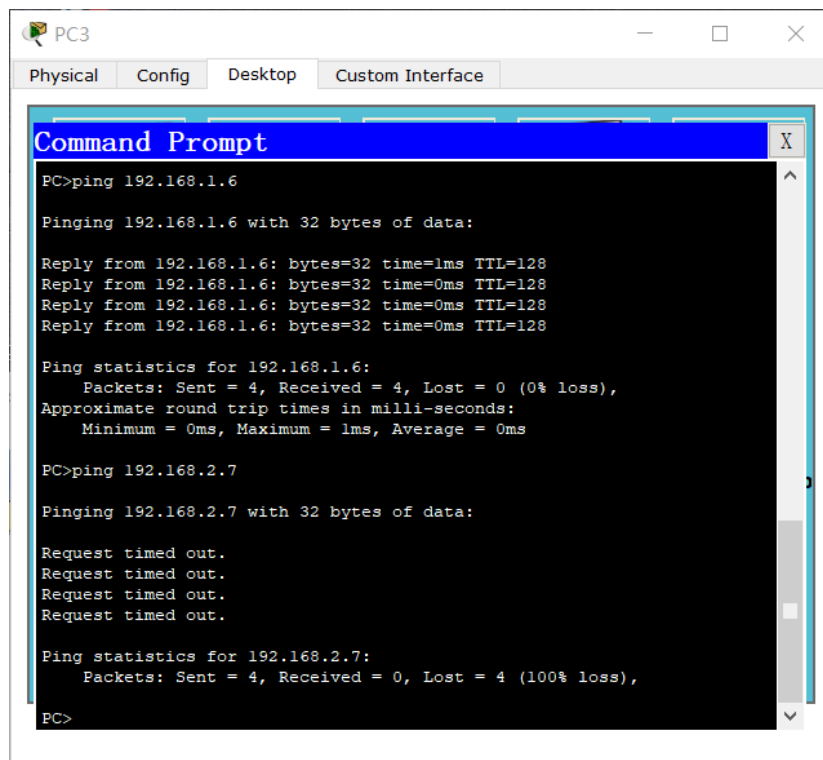 PC3
Physical Config Desktop Custom Interface
Command Prompt X
PC>ping 192.168.1.6
Pinging 192.168.1.6 with 32 bytes of data:
Reply from 192.168.1.6: bytes=32 time=1ms TTL=128
Reply from 192.168.1.6: bytes=32 time=0ms TTL=128
Reply from 192.168.1.6: bytes=32 time=0ms TTL=128
Reply from 192.168.1.6: bytes=32 time=0ms TTL=128
Ping statistics for 192.168.1.6:
Packets: Sent = 4, Received = 4, Lost = 0 (0% loss),
Approximate round trip times in milli-seconds:
Minimum = 0ms, Maximum = 1ms, Average = 0ms
PC>ping 192.168.2.7
Pinging 192.168.2.7 with 32 bytes of data:
Request timed out.
Request timed out.
Request timed out.
Request timed out.
Ping statistics for 192.168.2.7:
Packets: Sent = 4, Received = 0, Lost = 4 (100% loss),
PC>